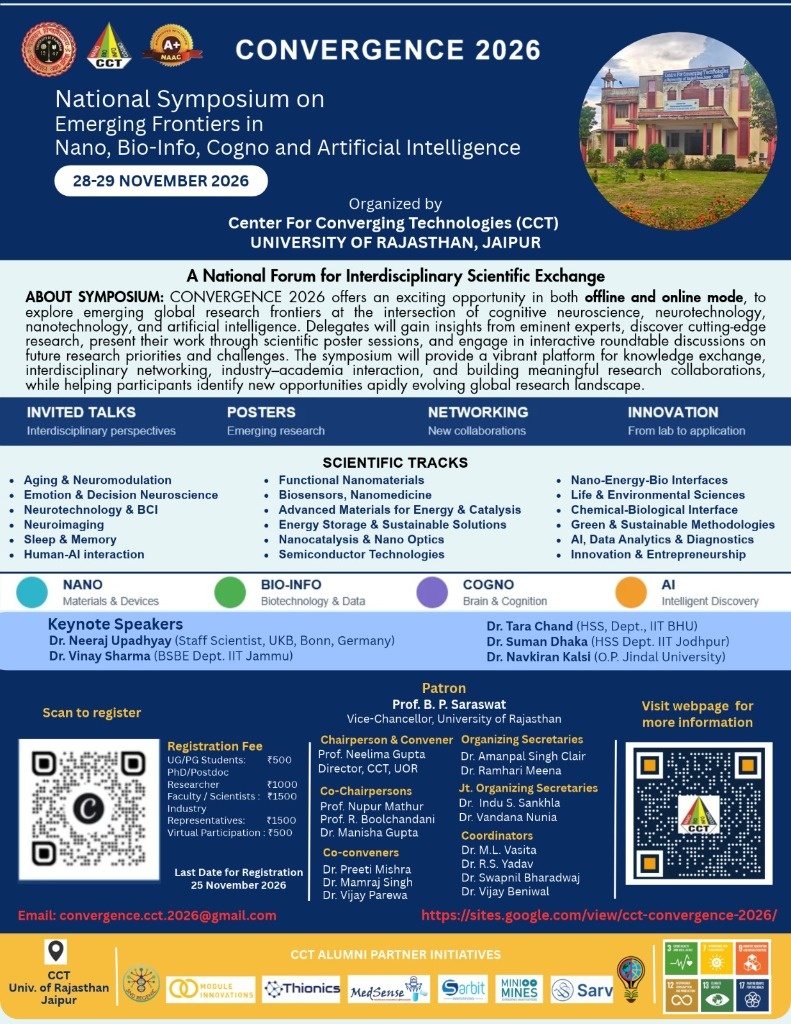 CCT
A+
NAAC
CONVERGENCE 2026
National Symposium on
Emerging Frontiers in
Nano, Bio-Info, Cogno and Artificial Intelligence
28-29 NOVEMBER 2026
Organized by
Center For Converging Technologies (CCT)
UNIVERSITY OF RAJASTHAN, JAIPUR
A National Forum for Interdisciplinary Scientific Exchange
ABOUT SYMPOSIUM: CONVERGENCE 2026 offers an exciting opportunity in both offline and online mode, to
explore emerging global research frontiers at the intersection of cognitive neuroscience, neurotechnology,
nanotechnology, and artificial intelligence. Delegates will gain insights from eminent experts, discover cutting-edge
research, present their work through scientific poster sessions, and engage in interactive roundtable discussions on
future research priorities and challenges. The symposium will provide a vibrant platform for knowledge exchange,
interdisciplinary networking, industry–academia interaction, and building meaningful research collaborations,
while helping participants identify new opportunities apidly evolving global research landscape.
INVITED TALKS
Interdisciplinary perspectives
POSTERS
Emerging research
NETWORKING
New collaborations
INNOVATION
From lab to application
SCIENTIFIC TRACKS
• Aging & Neuromodulation
• Emotion & Decision Neuroscience
• Neurotechnology & BCI
• Neuroimaging
• Sleep & Memory
• Human-AI interaction
• Functional Nanomaterials
• Biosensors, Nanomedicine
• Advanced Materials for Energy & Catalysis
• Energy Storage & Sustainable Solutions
• Nanocatalysis & Nano Optics
• Semiconductor Technologies
• Nano-Energy-Bio Interfaces
• Life & Environmental Sciences
• Chemical-Biological Interface
• Green & Sustainable Methodologies
• AI, Data Analytics & Diagnostics
• Innovation & Entrepreneurship
NANO
Materials & Devices
BIO-INFO
Biotechnology & Data
COGNO
Brain & Cognition
AI
Intelligent Discovery
Keynote Speakers
Dr. Neeraj Upadhyay (Staff Scientist, UKB, Bonn, Germany)
Dr. Vinay Sharma (BSBE Dept. IIT Jammu)
Dr. Tara Chand (HSS, Dept., IIT BHU)
Dr. Suman Dhaka (HSS Dept. IIT Jodhpur)
Dr. Navkiran Kalsi (O.P. Jindal University)
Patron
Prof. B. P. Saraswat
Vice-Chancellor, University of Rajasthan
Scan to register
Registration Fee
UG/PG Students: ₹500
PhD/Postdoc
Researcher ₹1000
Faculty / Scientists : ₹1500
Industry
Representatives: ₹1500
Virtual Participation : ₹500
Last Date for Registration
25 November 2026
Chairperson & Convener
Prof. Neelima Gupta
Director, CCT, UOR
Co-Chairpersons
Prof. Nupur Mathur
Prof. R. Boolchandani
Dr. Manisha Gupta
Co-conveners
Dr. Preeti Mishra
Dr. Mamraj Singh
Dr. Vijay Parewa
Organizing Secretaries
Dr. Amanpal Singh Clair
Dr. Ramhari Meena
Jt. Organizing Secretaries
Dr. Indu S. Sankhla
Dr. Vandana Nunia
Coordinators
Dr. M.L. Vasita
Dr. R.S. Yadav
Dr. Swapnil Bharadwaj
Dr. Vijay Beniwal
Visit webpage for
more information
CCT
Email: convergence.cct.2026@gmail.com
https://sites.google.com/view/cct-convergence-2026/
CCT
Univ. of Rajasthan
Jaipur
CCT ALUMNI PARTNER INITIATIVES
MODULE
INNOVATIONS
Thionics
MedSense
Sarbit
MINI
MINES
Sarv
3
7
9
12
13
17